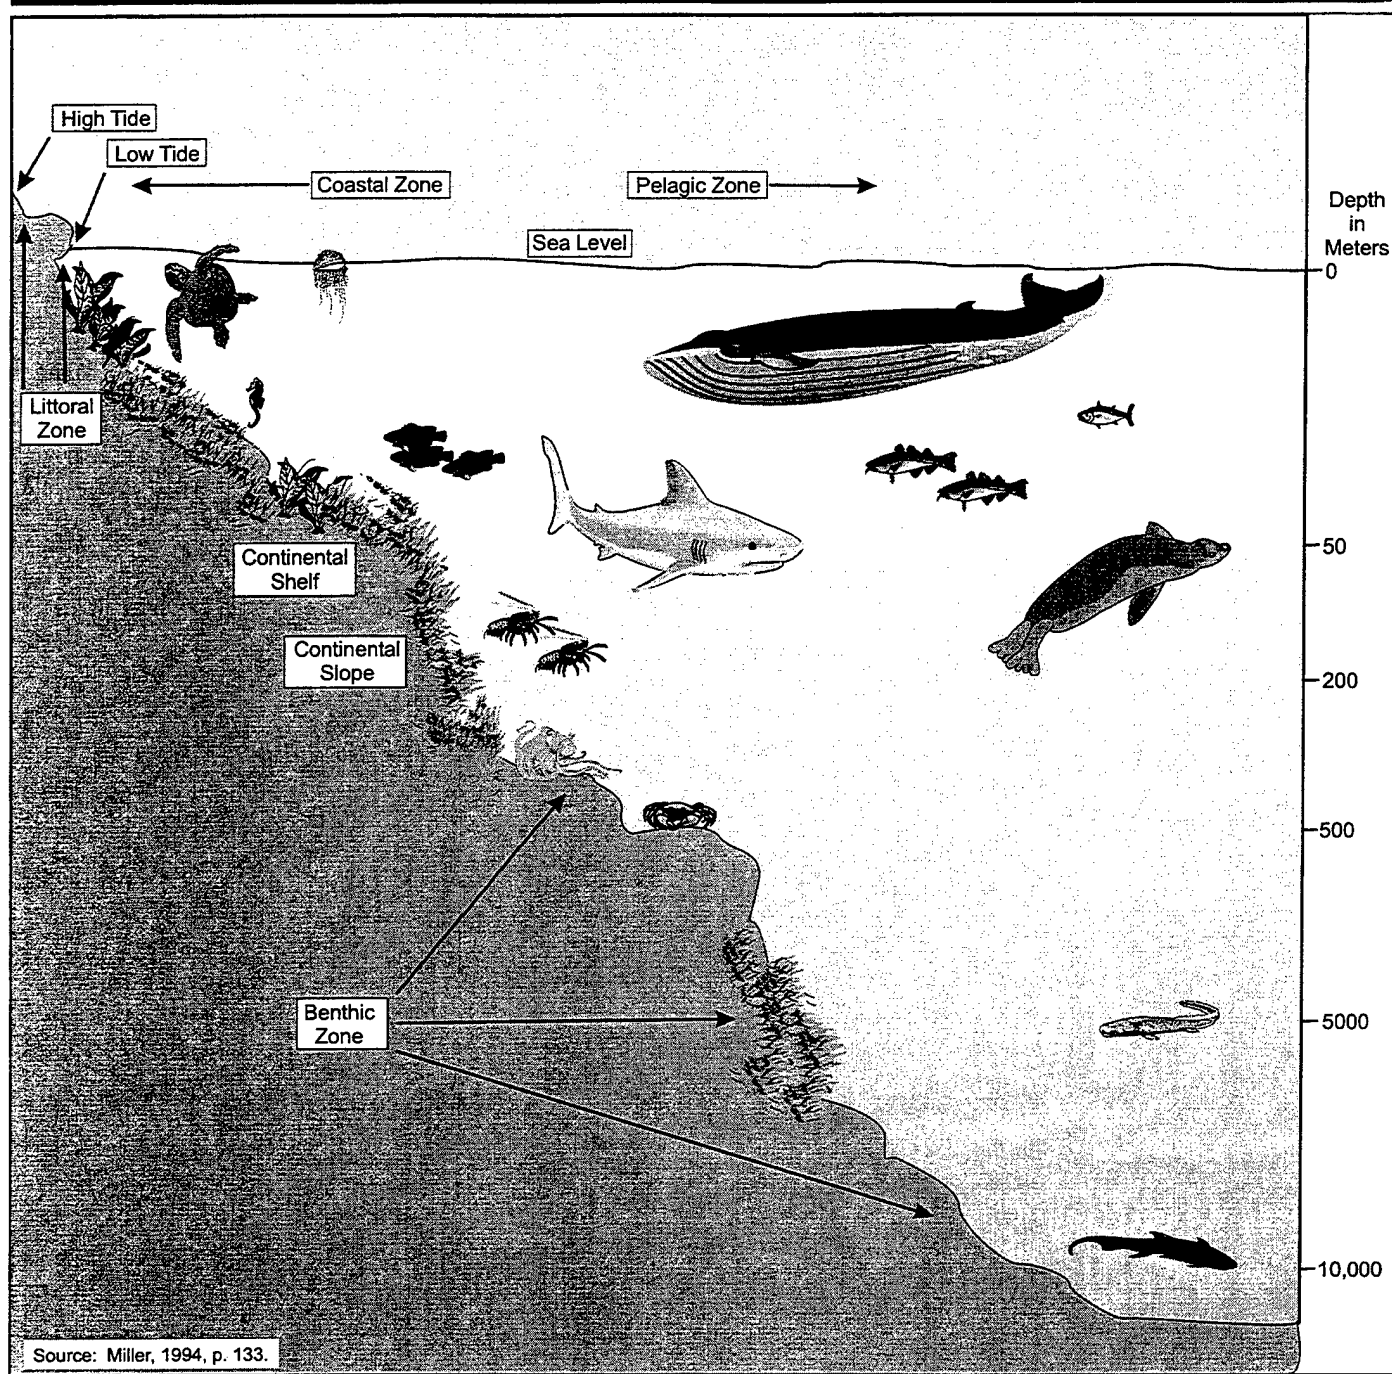 High Tide
Low Tide
Coastal Zone
Pelagic Zone
Sea Level
Depth
in
Meters
0
Littoral
Zone
Continental
Shelf
50
Continental
Slope
200
500
Benthic
Zone
5000
10,000
Source: Miller, 1994, p. 133.